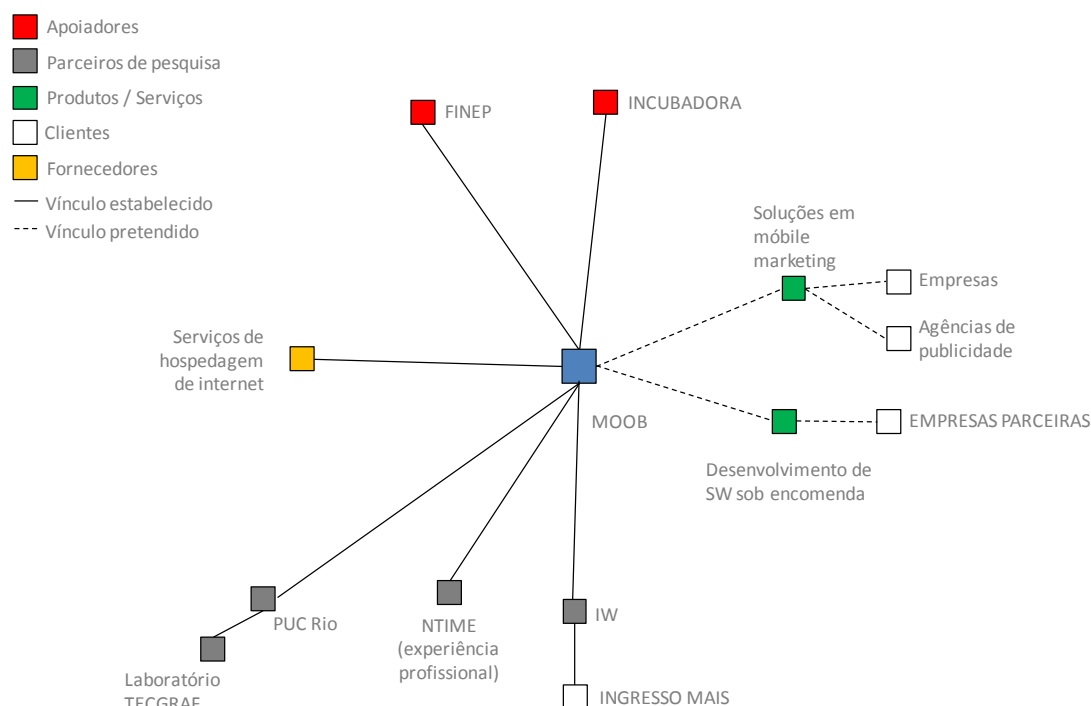 Apoiadores
Parceiros de pesquisa
Produtos / Serviços
Clientes
Fornecedores
Vínculo estabelecido
Vínculo pretendido
FINEP
INCUBADORA
Soluções em
móbile
marketing
Empresas
Agências de
publicidade
Serviços de
hospedagem
de internet
MOOB
EMPRESAS PARCEIRAS
Desenvolvimento de
SW sob encomenda
PUC Rio
NTIME
(experiência
profissional)
IW
Laboratório
TECGRAF
INGRESSO MAIS